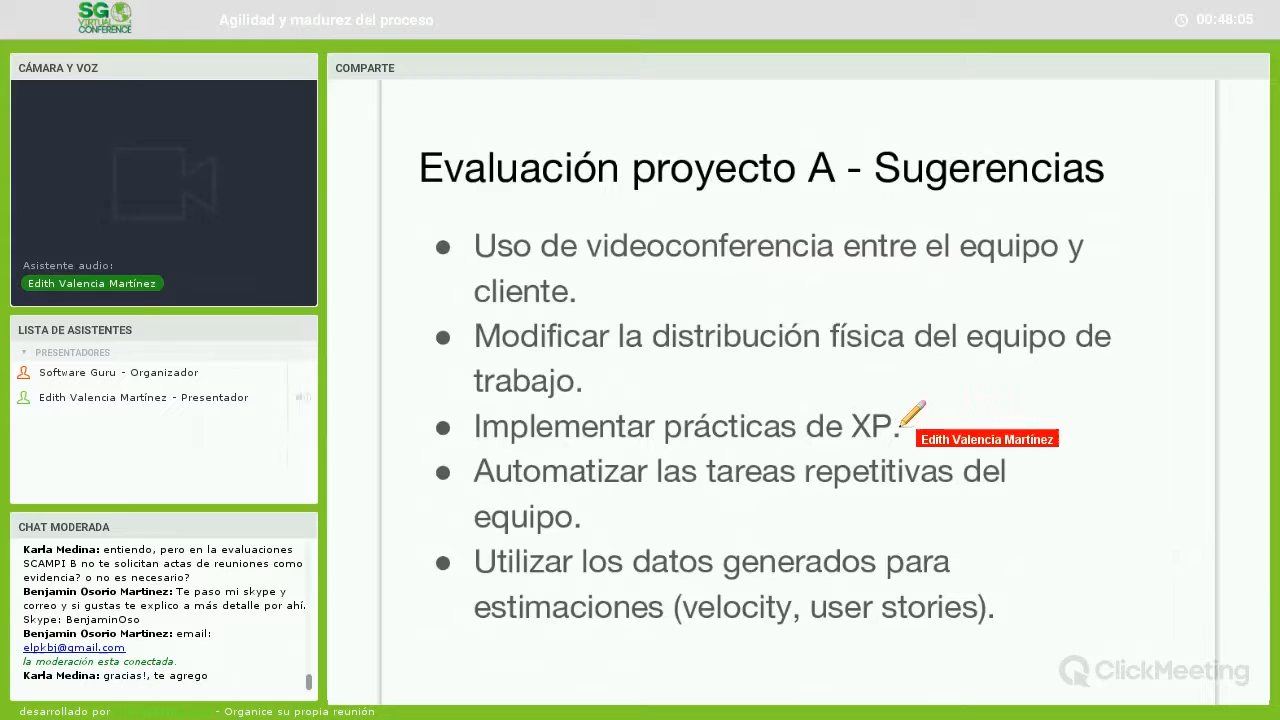 SG
VIRTUAL
CONFERENCE
Agilidad y madurez del proceso
00:48:05
CÁMARA Y VOZ
Asistente audio:
Edith Valencia Martínez
LISTA DE ASISTENTES
PRESENTADORES
Software Guru - Organizador
Edith Valencia Martínez - Presentador
CHAT MODERADA
Karla Medina: entiendo, pero en la evaluaciones
SCAMPI B no te solicitan actas de reuniones como
evidencia? o no es necesario?
Benjamin Osorio Martinez: Te paso mi skype y
correo y si gustas te explico a más detalle por ahí.
Skype: BenjaminOso
Benjamin Osorio Martinez: email:
elpkbj@gmail.com
la moderación esta conectada.
Karla Medina: gracias!, te agrego
COMPARTE
Evaluación proyecto A - Sugerencias
● Uso de videoconferencia entre el equipo y
cliente.
● Modificar la distribución física del equipo de
trabajo.
● Implementar prácticas de XP.
Edith Valencia Martínez
● Automatizar las tareas repetitivas del
equipo.
● Utilizar los datos generados para
estimaciones (velocity, user stories).
ClickMeeting
desarrollado por - Organice su propia reunión